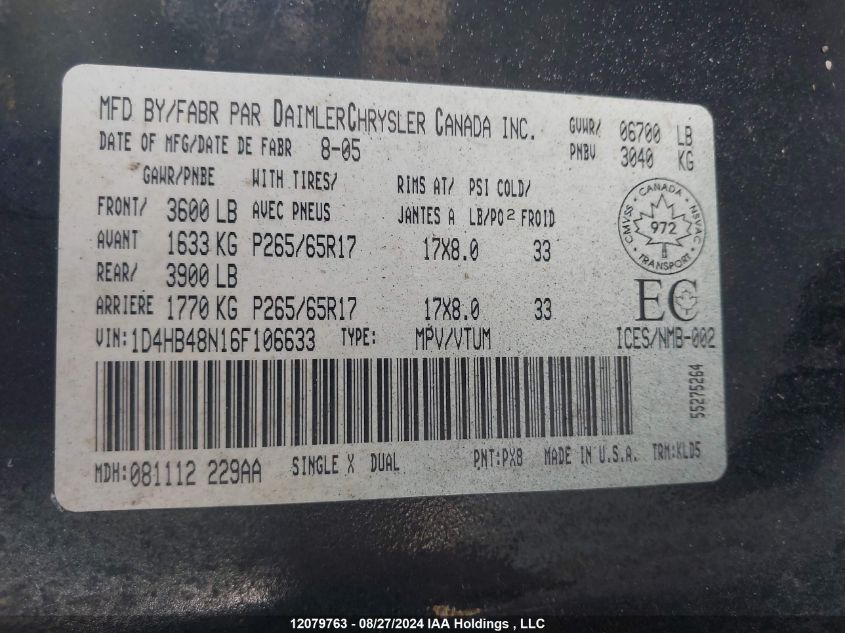 MFD BY/FABR PAR DAIMLERCHRYSLER CANADA INC. GVWR/ 06700 LB
DATE OF MFG/DATE DE FABR 8-05 PNBV 3040 KG
GAWR/PNBE WITH TIRES/ RIMS AT/ PSI COLD/
FRONT/ 3600 LB AVEC PNEUS JANTES A LB/PO2 FROID
AVANT 1633 KG P265/65R17 17X8.0 33
REAR/ 3900 LB
ARRIERE 1770 KG P265/65R17 17X8.0 33
CANADA
CMVSS 972 NSVAC
TRANSPORT
EC
VIN:1D4HB48N16F106633 TYPE: MPV/VTUM ICES/NMB-002
55275264
MDH:081112 229AA SINGLE X DUAL PNT:PX8 MADE IN U.S.A. TRM:KLD5
12079763 - 08/27/2024 IAA Holdings , LLC